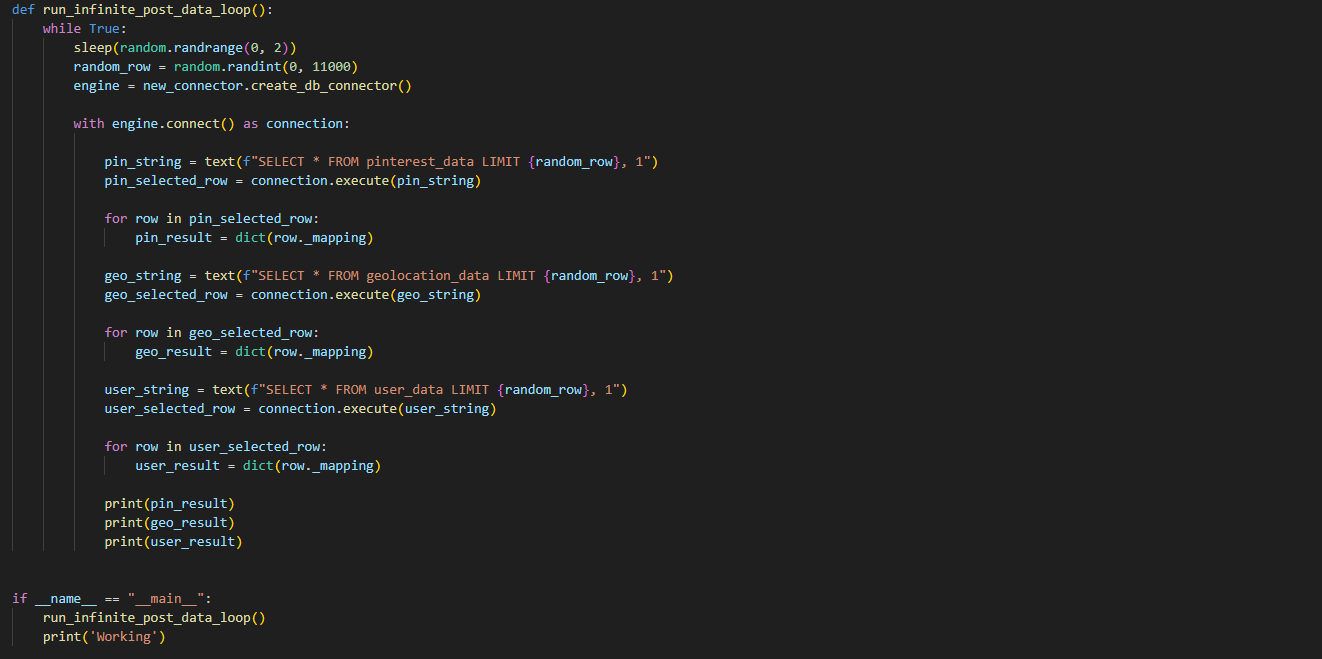 def run_infinite_post_data_loop():
    while True:
        sleep(random.randrange(0, 2))
        random_row = random.randint(0, 11000)
        engine = new_connector.create_db_connector()

        with engine.connect() as connection:

            pin_string = text(f"SELECT * FROM pinterest_data LIMIT {random_row}, 1")
            pin_selected_row = connection.execute(pin_string)

            for row in pin_selected_row:
                pin_result = dict(row._mapping)

            geo_string = text(f"SELECT * FROM geolocation_data LIMIT {random_row}, 1")
            geo_selected_row = connection.execute(geo_string)

            for row in geo_selected_row:
                geo_result = dict(row._mapping)

            user_string = text(f"SELECT * FROM user_data LIMIT {random_row}, 1")
            user_selected_row = connection.execute(user_string)

            for row in user_selected_row:
                user_result = dict(row._mapping)

            print(pin_result)
            print(geo_result)
            print(user_result)


if __name__ == "__main__":
    run_infinite_post_data_loop()
    print('Working')